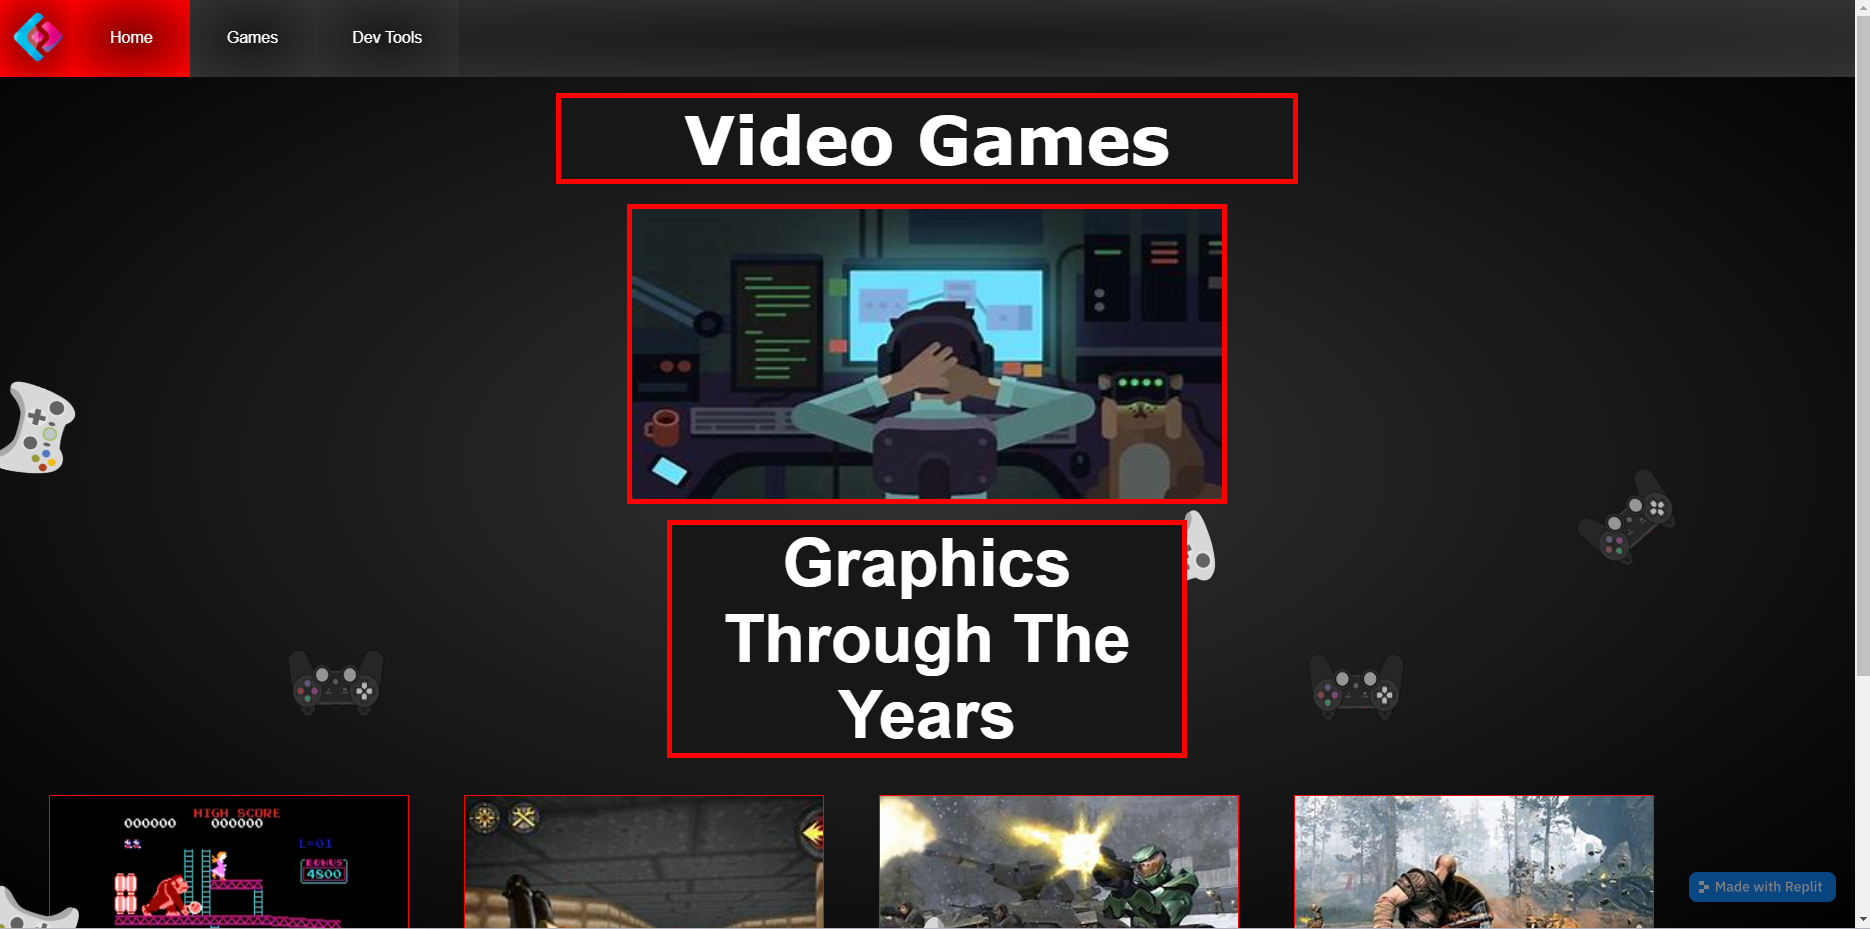 Home
Games
Dev Tools
Video Games
Graphics
Through The
Years
HIGH SCORE
000000 000000
L=01
BONUS
4800
Made with Replit